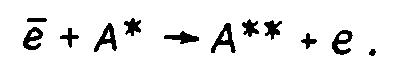 ē + A* → A** + e.